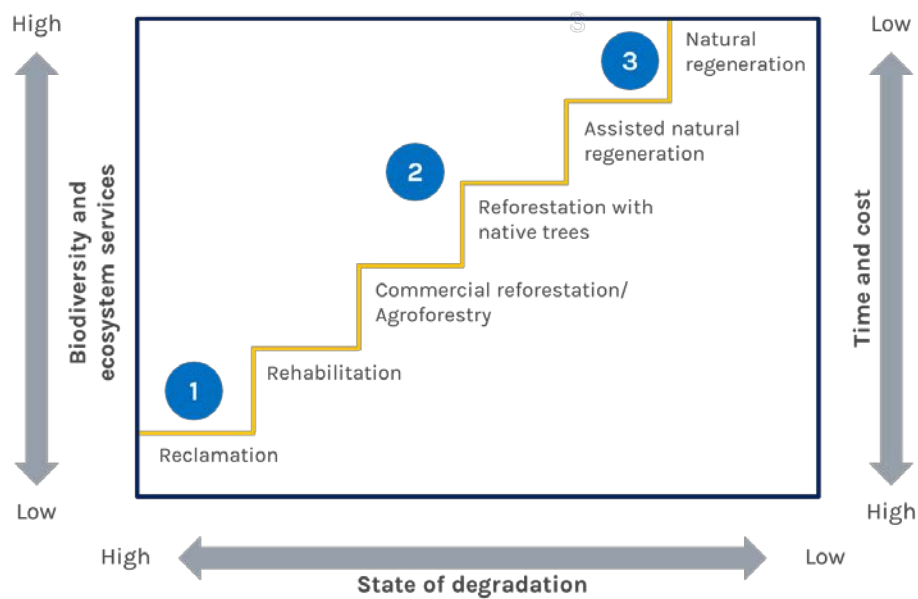 High
Low
3
3
Natural
regeneration
Assisted natural
regeneration
2
Reforestation with
native trees
Biodiversity and
ecosystem services
Time and cost
Commercial reforestation/
Agroforestry
1
Rehabilitation
Reclamation
Low
High
High
Low
State of degradation